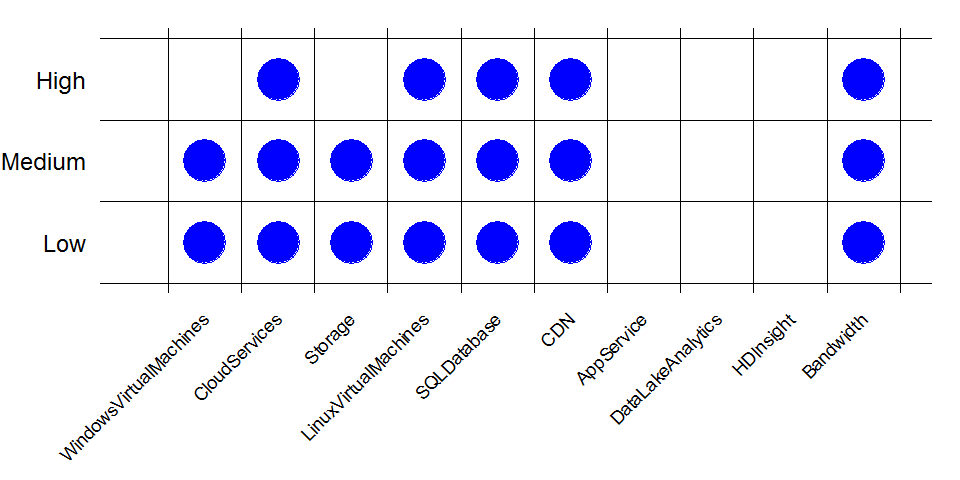 High
Medium
Low
WindowsVirtualMachines
CloudServices
Storage
LinuxVirtualMachines
SQLDatabase
CDN
AppService
DataLakeAnalytics
HDInsight
Bandwidth